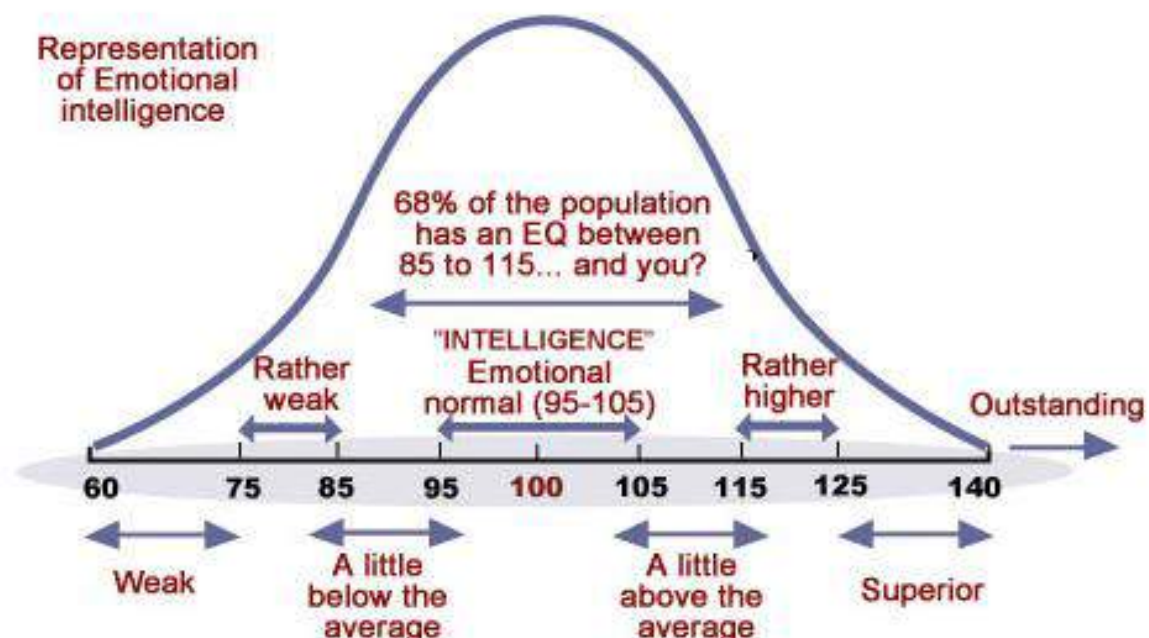 Representation
of Emotional
intelligence
68% of the population
has an EQ between
85 to 115... and you?
"INTELLIGENCE"
Emotional
normal (95-105)
Rather
weak
Rather
higher
Outstanding
60 75 85 95 100 105 115 125 140
Weak
A little
below the
average
A little
above the
average
Superior